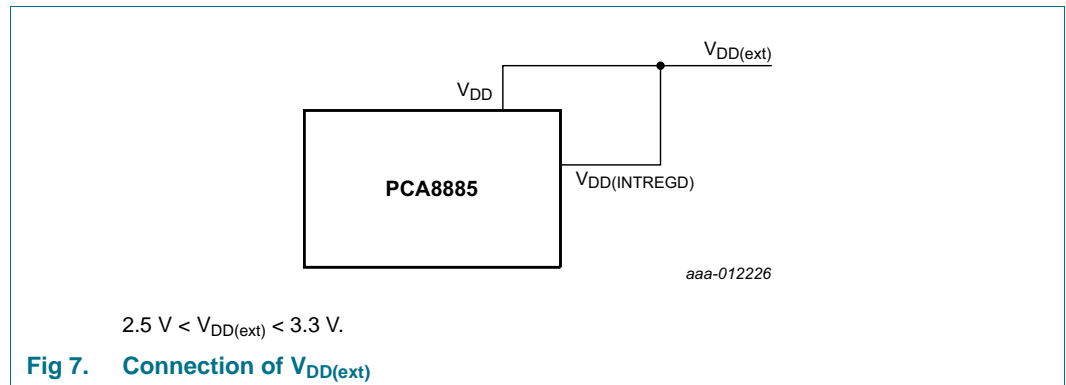 VDD(ext)
VDD
PCA8885
VDD(INTREGD)
aaa-012226
2.5 V < VDD(ext) < 3.3 V.
Fig 7. Connection of VDD(ext)